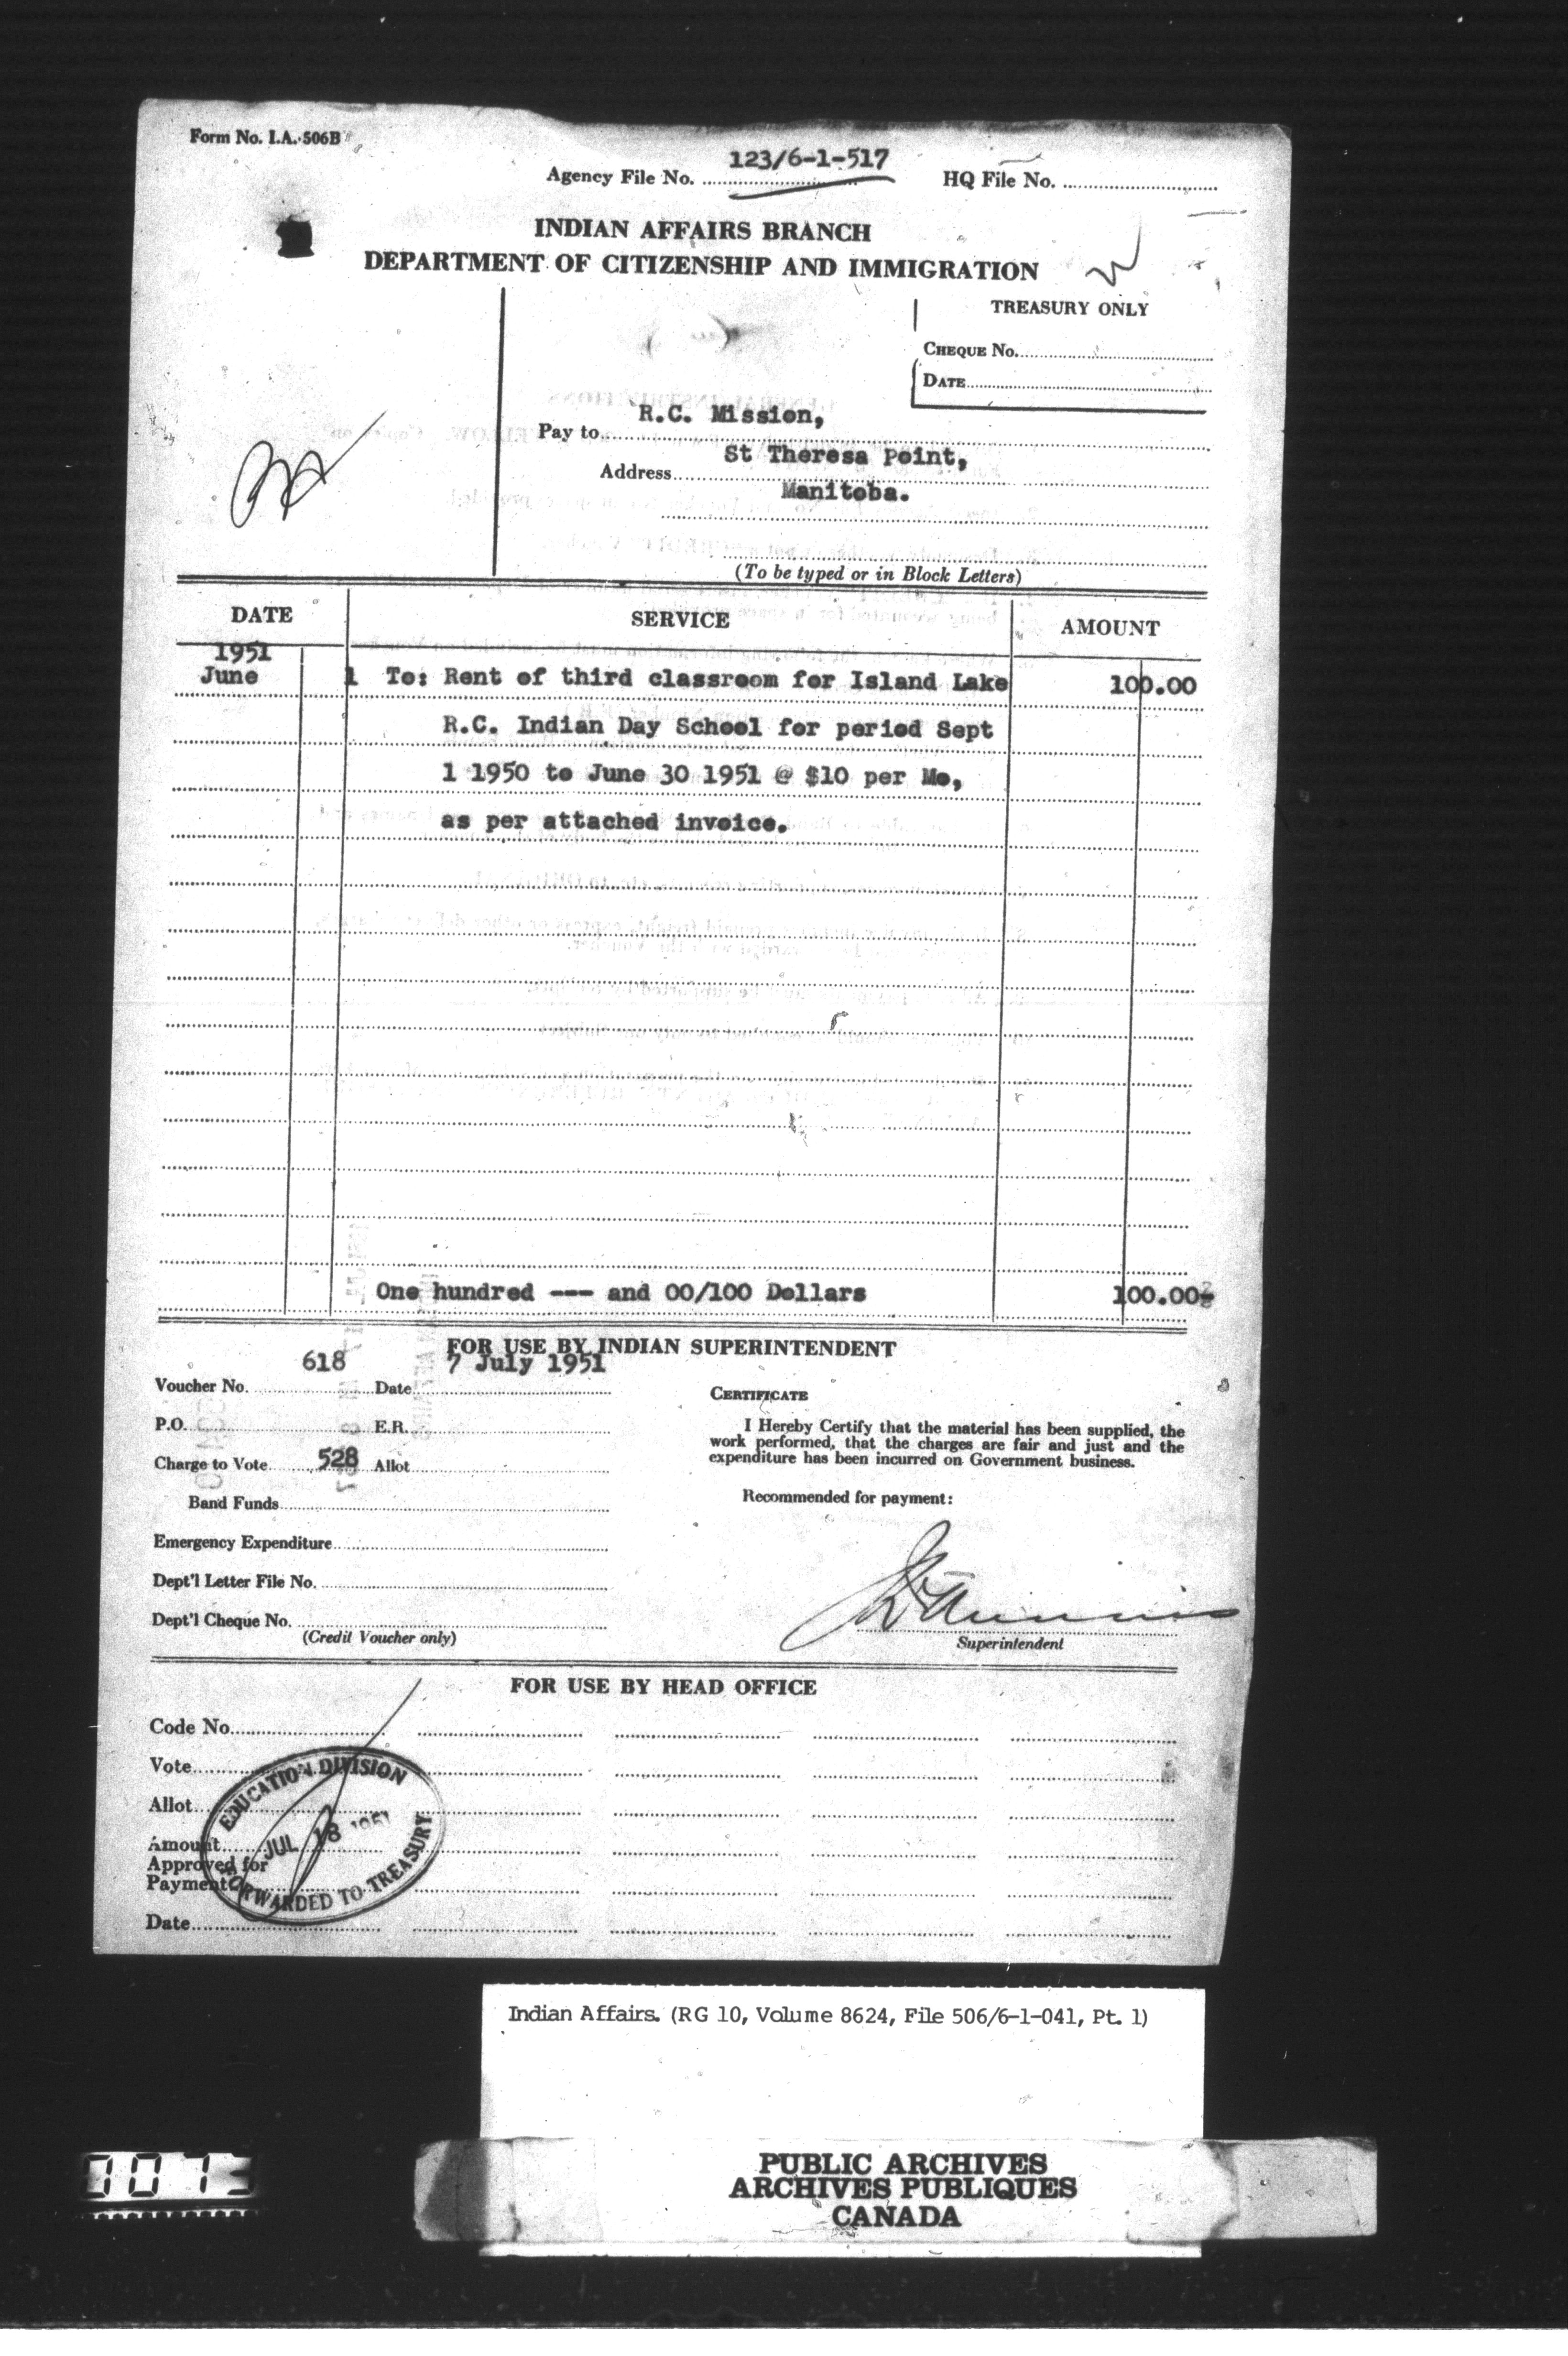 Form No. I.A. 506B
Agency File No. 123/6-1-517 HQ File No.
INDIAN AFFAIRS BRANCH
DEPARTMENT OF CITIZENSHIP AND IMMIGRATION
TREASURY ONLY
CHEQUE No.
DATE
Pay to R.C. Mission,
Address St Theresa Point,
Manitoba.
(To be typed or in Block Letters)
DATE SERVICE AMOUNT
1951
June 1 To: Rent of third classroom for Island Lake 100.00
R.C. Indian Day School for period Sept
1 1950 to June 30 1951 @ $10 per Mo,
as per attached invoice.
One hundred --- and 00/100 Dollars 100.00
FOR USE BY INDIAN SUPERINTENDENT
Voucher No. 618 Date 7 July 1951
P.O. E.R.
Charge to Vote 528 Allot
Band Funds
Emergency Expenditure
Dept'l Letter File No.
Dept'l Cheque No.
(Credit Voucher only)
CERTIFICATE
I Hereby Certify that the material has been supplied, the
work performed, that the charges are fair and just and the
expenditure has been incurred on Government business.
Recommended for payment:
Superintendent
FOR USE BY HEAD OFFICE
Code No.
Vote
Allot.
Amount
Approved for
Payment
Date
EDUCATION DIVISION
JUL 18 1951
FORWARDED TO TREASURY
Indian Affairs. (RG 10, Volume 8624, File 506/6-1-041, Pt. 1)
PUBLIC ARCHIVES
ARCHIVES PUBLIQUES
CANADA
0073